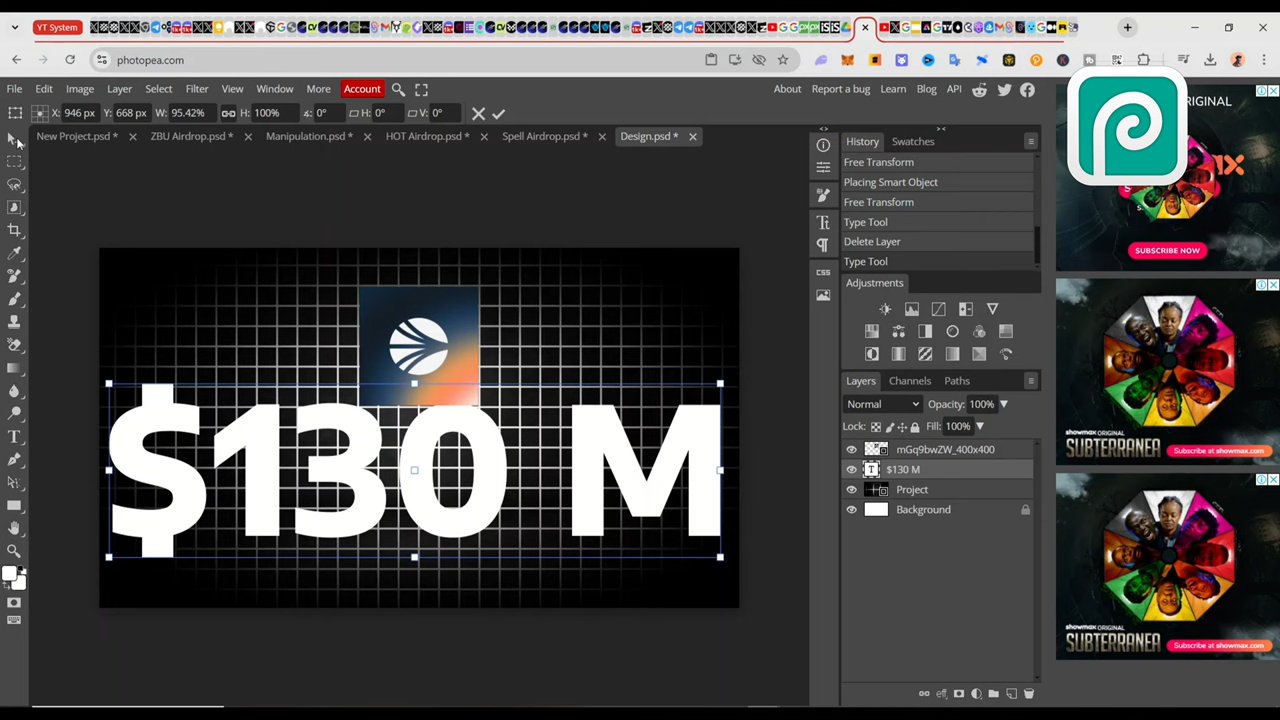 YT System
photopea.com
File Edit Image Layer Select Filter View Window More Account
About Report a bug Learn Blog API
X: 946 px Y: 668 px W: 95.42% H: 100% ∡: 0° H: 0° V: 0°
New Project.psd * ZBU Airdrop.psd * Manipulation.psd * HOT Airdrop.psd * Spell Airdrop.psd * Design.psd *
History Swatches
Free Transform
Placing Smart Object
Free Transform
Type Tool
Delete Layer
Type Tool
Adjustments
CSS
Layers Channels Paths
Normal Opacity: 100%
Lock: Fill: 100%
mGq9bwZW_400x400
$130 M
Project
Background
eff
$130 M
ORIGINAL
SUBSCRIBE NOW
showmax ORIGINAL
SUBTERRANEA
Subscribe at showmax.com
showmax ORIGINAL
SUBTERRANEA
Subscribe at showmax.com